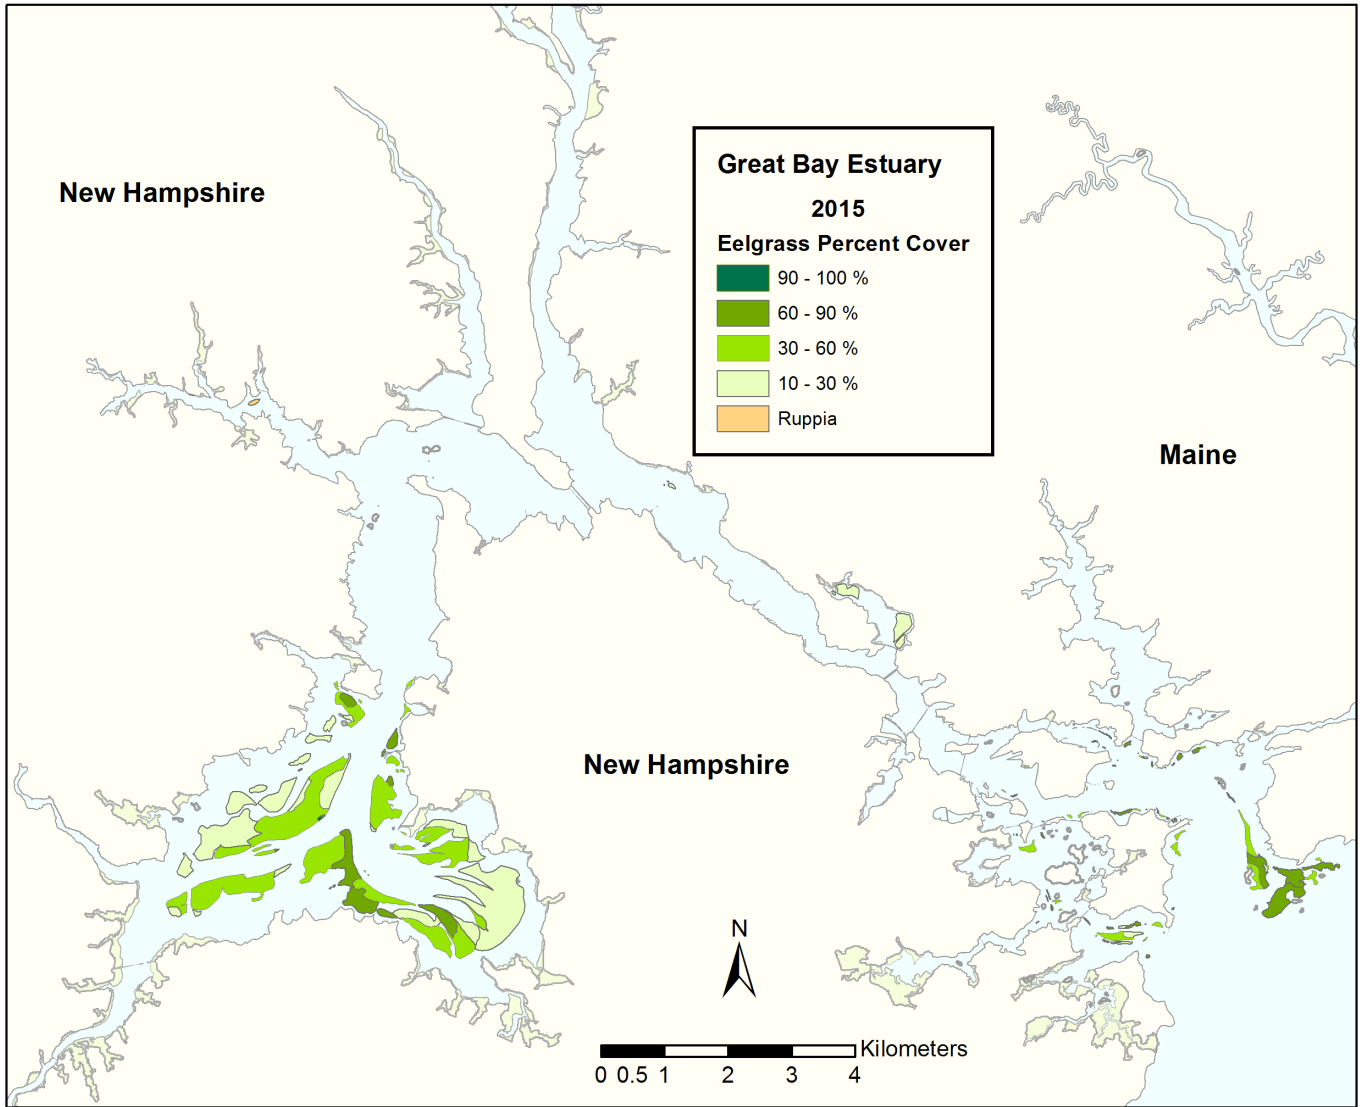 New Hampshire
Great Bay Estuary
2015
Eelgrass Percent Cover
90 - 100 %
60 - 90 %
30 - 60 %
10 - 30 %
Ruppia
Maine
New Hampshire
N
Kilometers
0 0.5 1 2 3 4